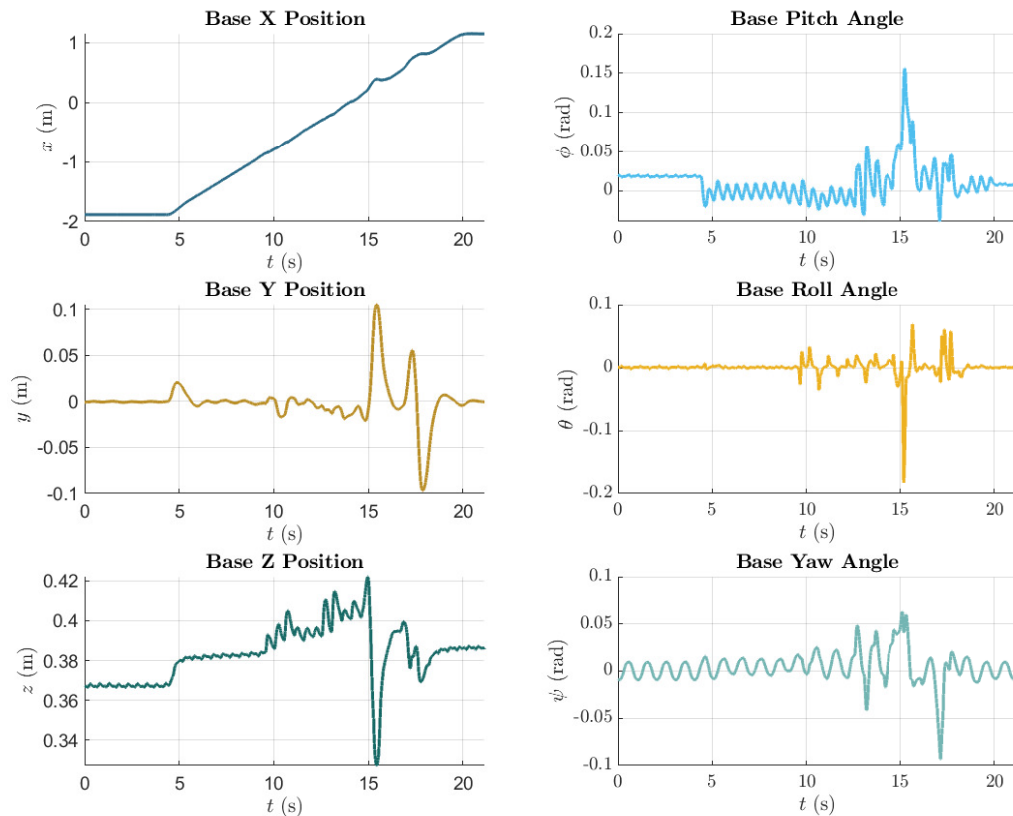 Base X Position
1
0
-1
-2
x (m)
0 5 10 15 20
t (s)
Base Pitch Angle
0.2
0.15
0.1
0.05
0
ϕ (rad)
0 5 10 15 20
t (s)
Base Y Position
0.1
0.05
0
-0.05
-0.1
y (m)
0 5 10 15 20
t (s)
Base Roll Angle
0.1
0
-0.1
-0.2
θ (rad)
0 5 10 15 20
t (s)
Base Z Position
0.42
0.4
0.38
0.36
0.34
z (m)
0 5 10 15 20
t (s)
Base Yaw Angle
0.1
0.05
0
-0.05
-0.1
ψ (rad)
0 5 10 15 20
t (s)